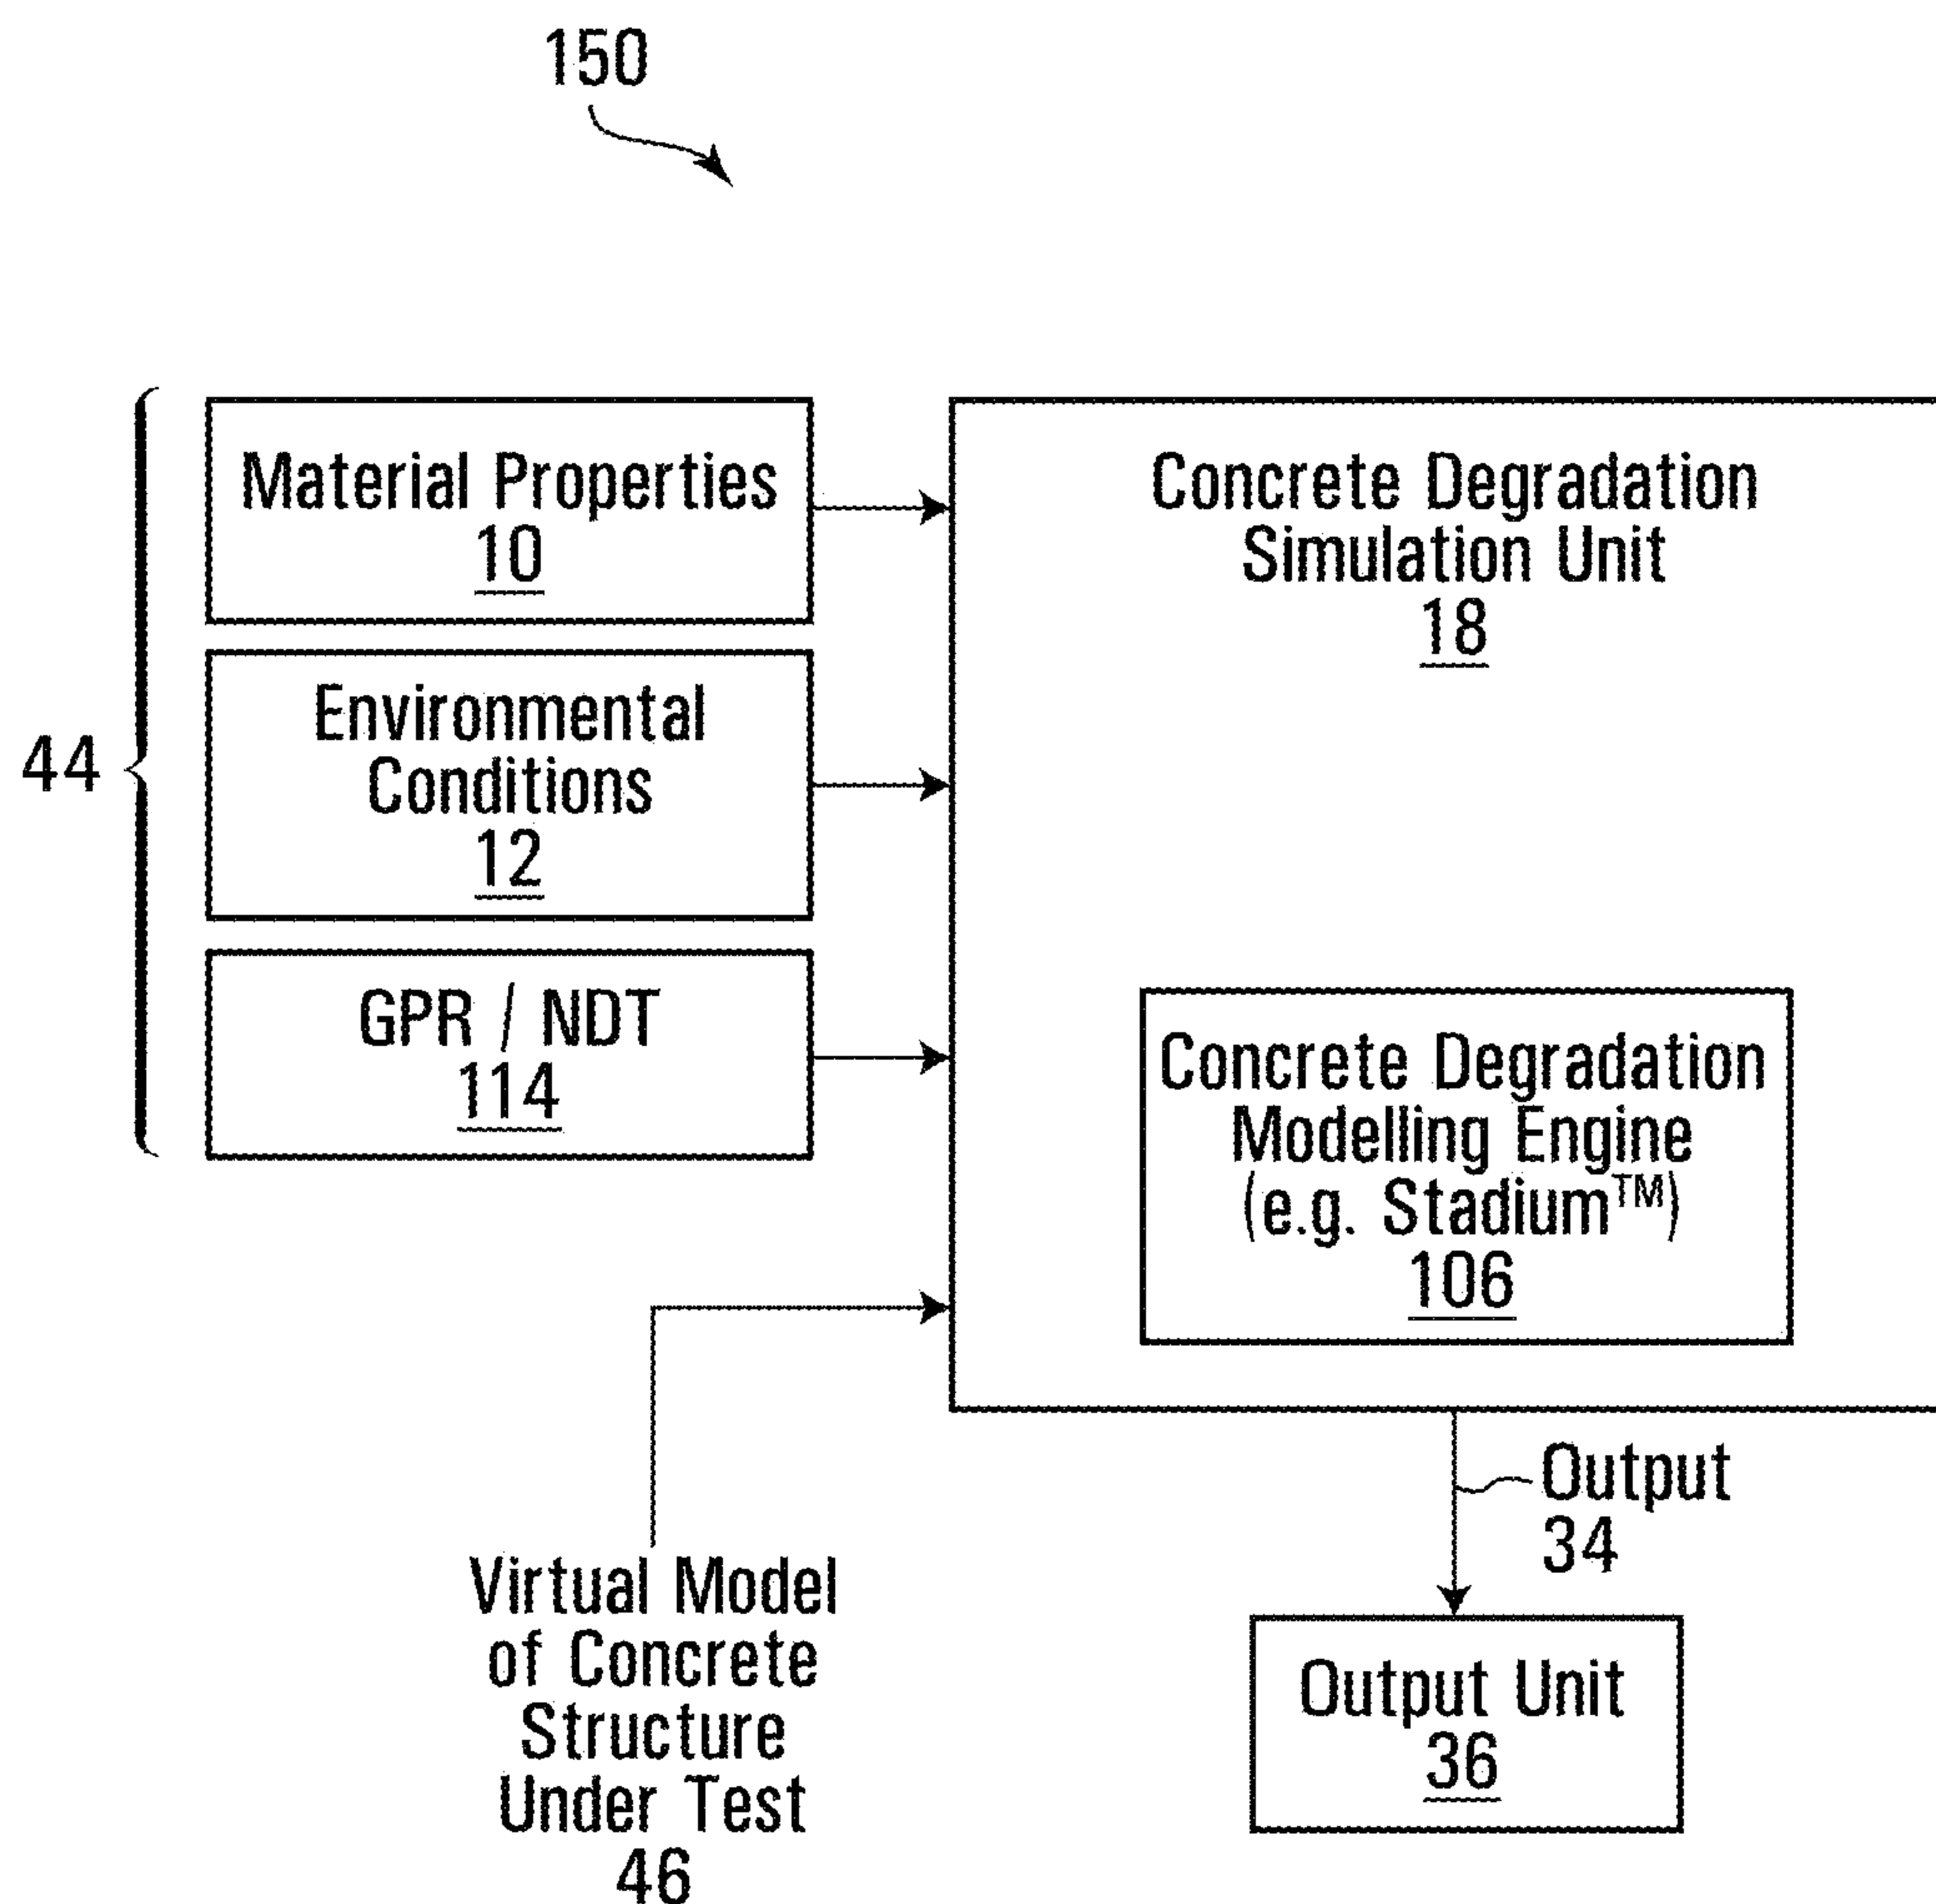 150
44
Material Properties
10
Environmental
Conditions
12
GPR / NDT
114
Concrete Degradation
Simulation Unit
18
Concrete Degradation
Modelling Engine
(e.g. Stadium™)
106
Virtual Model
of Concrete
Structure
Under Test
46
Output
34
Output Unit
36